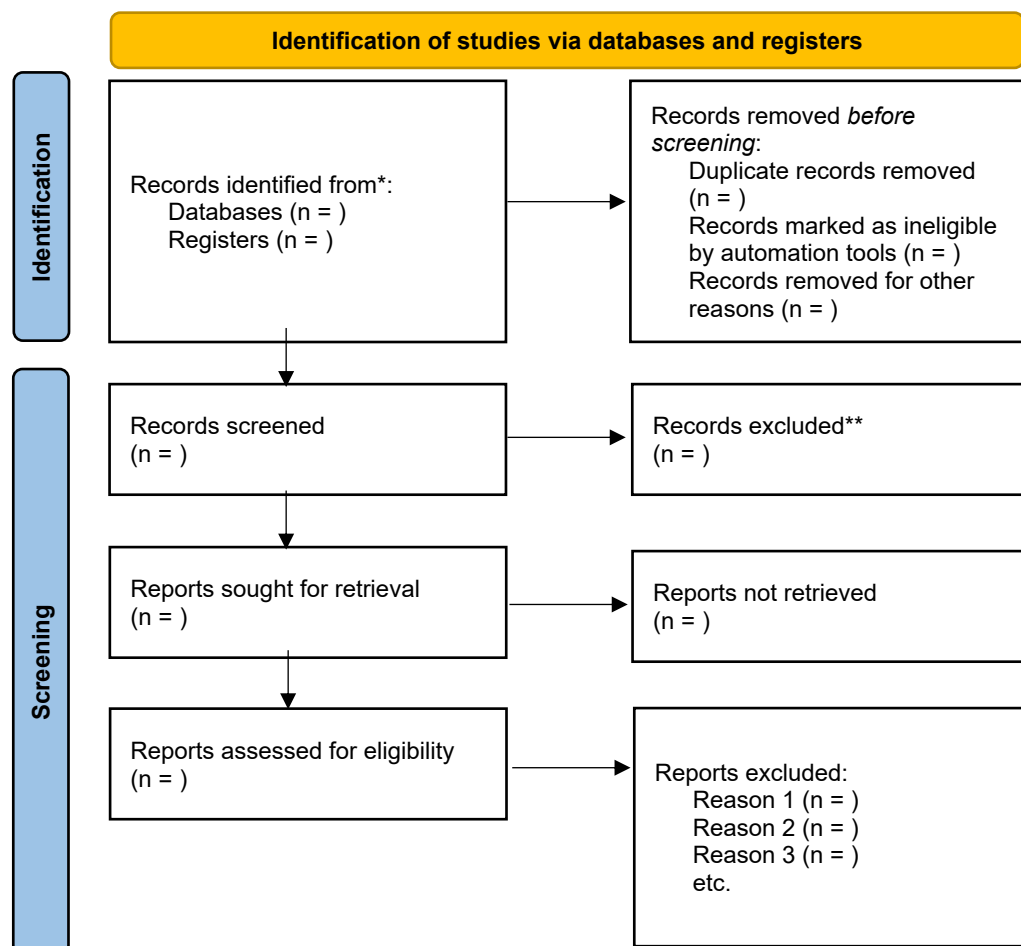 Identification of studies via databases and registers
Identification
Records identified from*:
Databases (n = )
Registers (n = )
Records removed before
screening:
Duplicate records removed
(n = )
Records marked as ineligible
by automation tools (n = )
Records removed for other
reasons (n = )
Screening
Records screened
(n = )
Records excluded**
(n = )
Reports sought for retrieval
(n = )
Reports not retrieved
(n = )
Reports assessed for eligibility
(n = )
Reports excluded:
Reason 1 (n = )
Reason 2 (n = )
Reason 3 (n = )
etc.